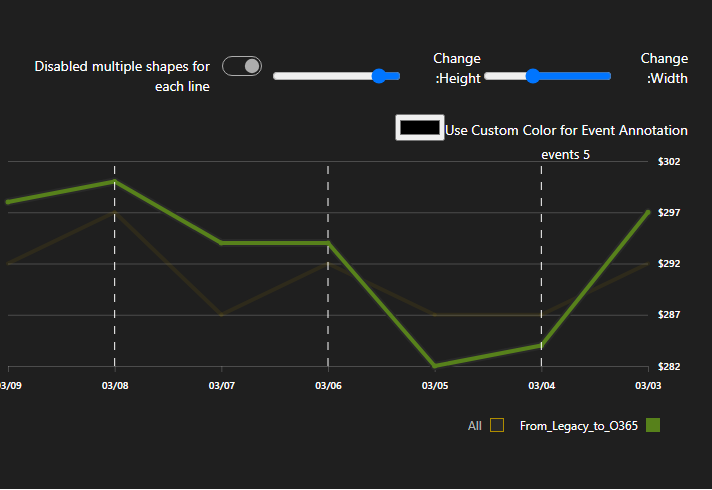 Disabled multiple shapes for
each line
Change
:Height
Change
:Width
Use Custom Color for Event Annotation
events 5
$302
$297
$292
$287
$282
03/09
03/08
03/07
03/06
03/05
03/04
03/03
All
From_Legacy_to_O365